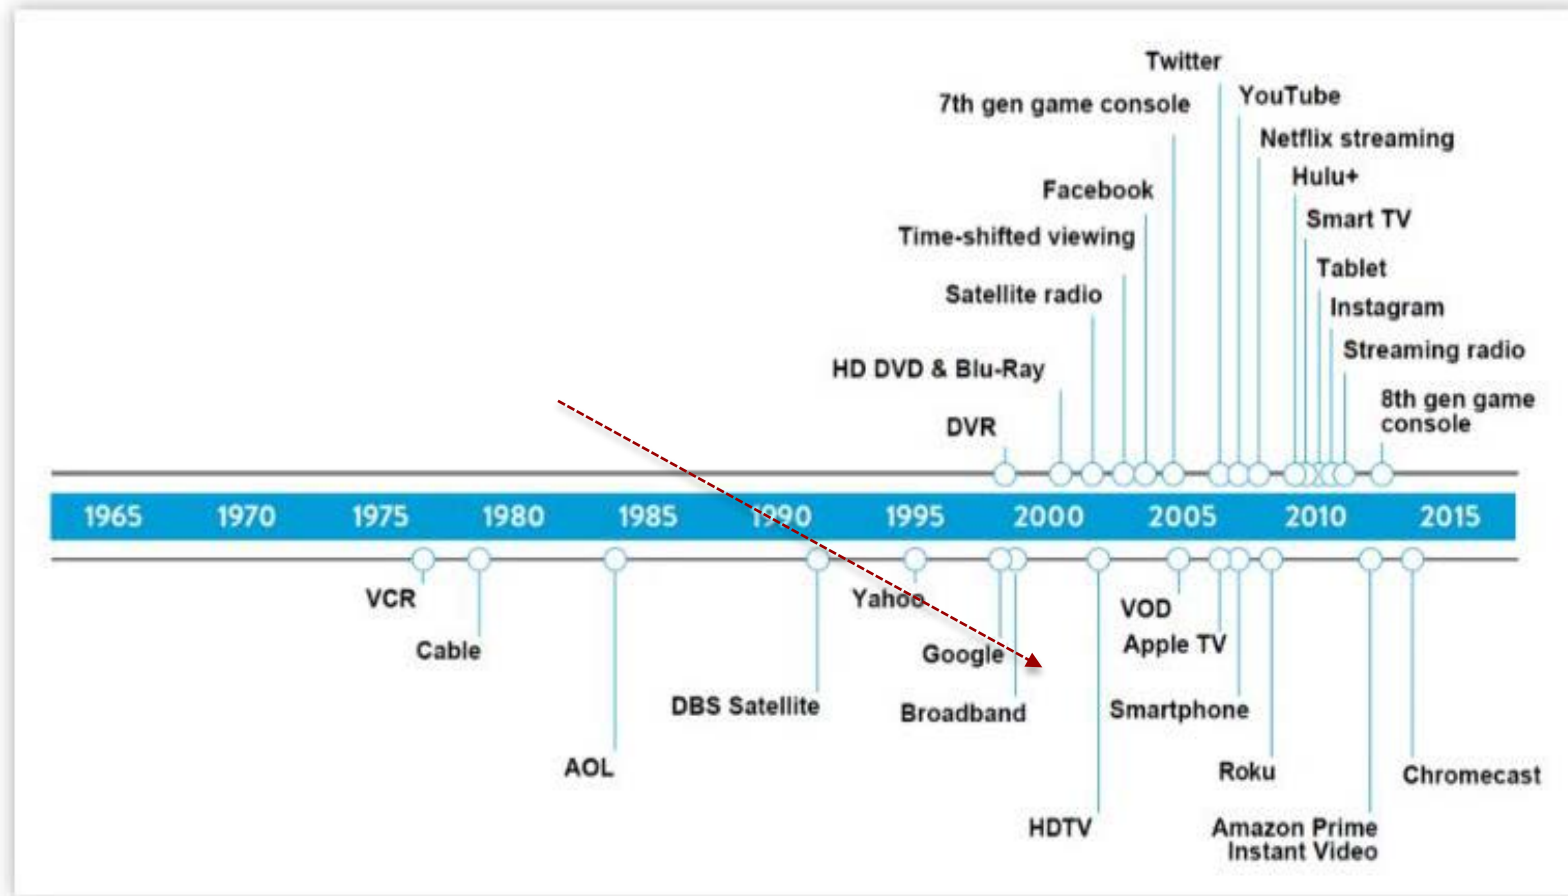 Twitter
YouTube
7th gen game console
Netflix streaming
Hulu+
Facebook
Smart TV
Time-shifted viewing
Tablet
Satellite radio
Instagram
Streaming radio
HD DVD & Blu-Ray
8th gen game
console
DVR
1965 1970 1975 1980 1985 1990 1995 2000 2005 2010 2015
VCR
Yahoo
VOD
Cable
Google
Apple TV
DBS Satellite
Broadband
Smartphone
AOL
Roku
Chromecast
HDTV
Amazon Prime
Instant Video